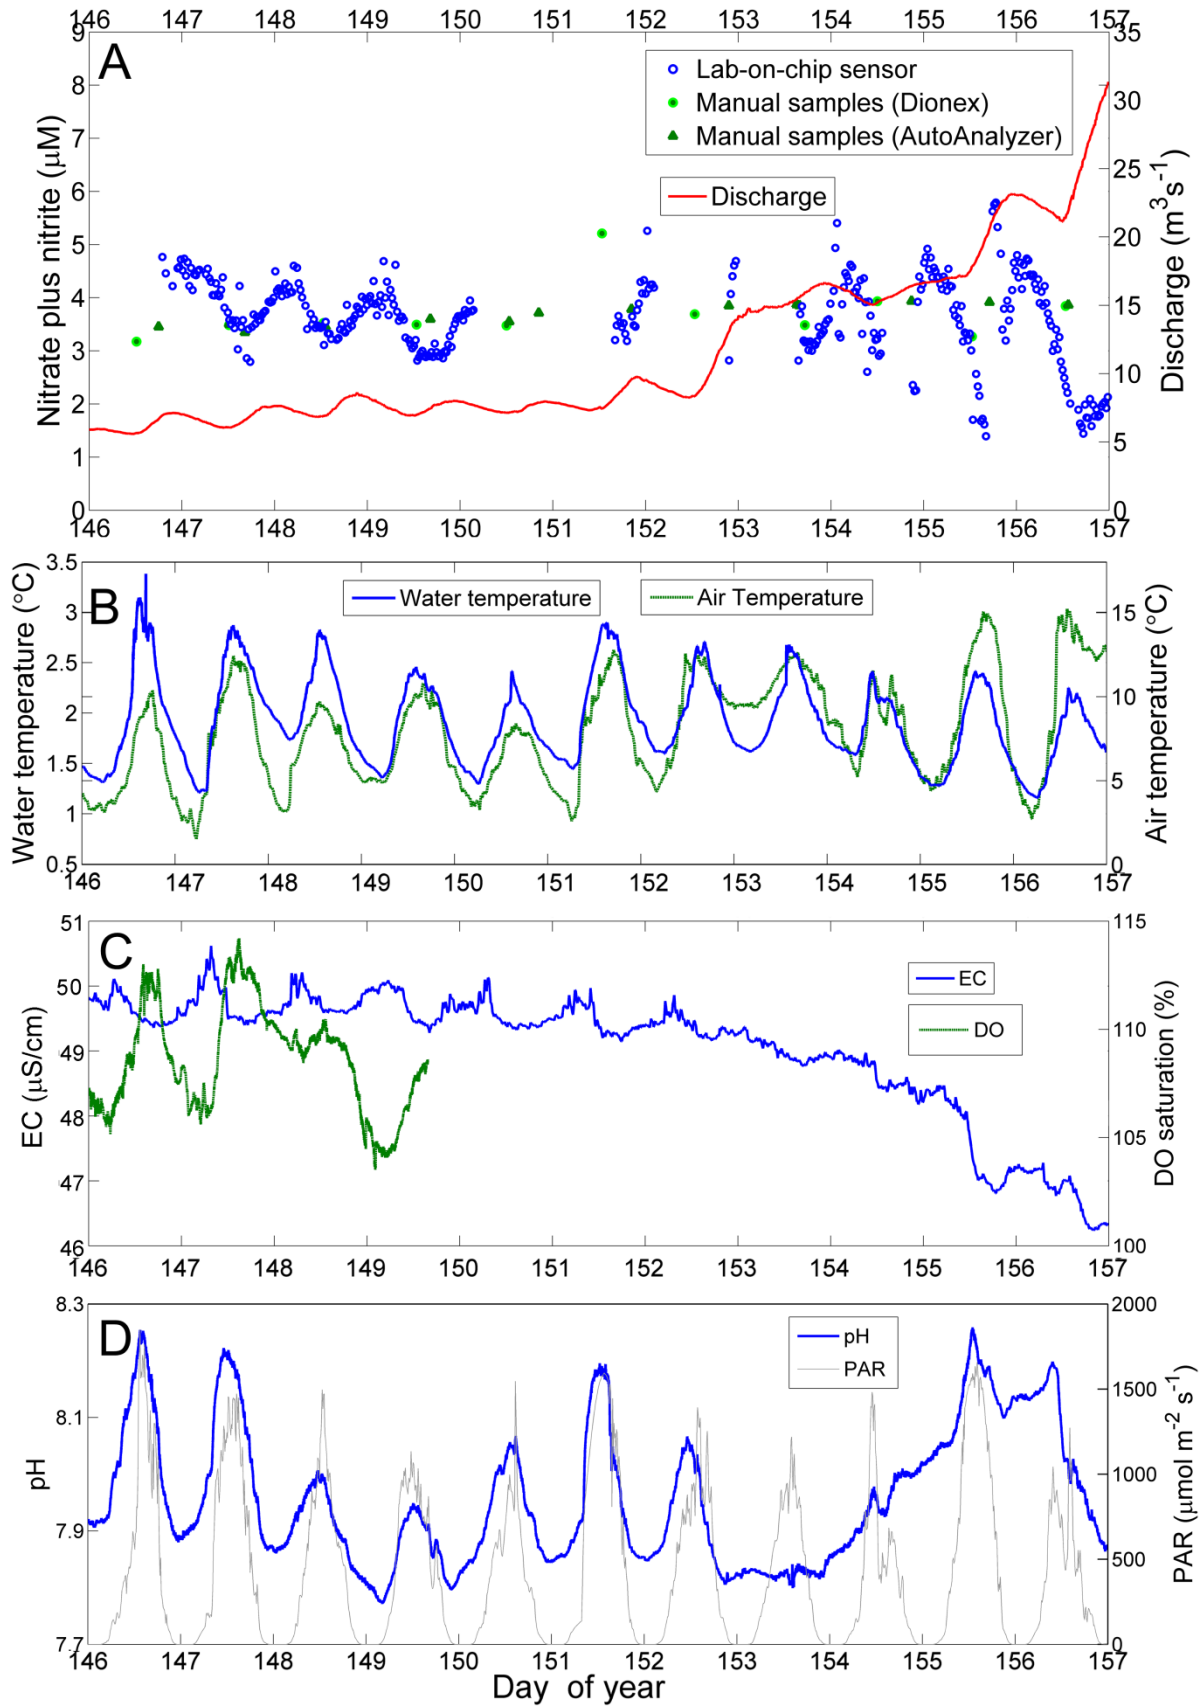 146 147 148 149 150 151 152 153 154 155 156 157
A
Lab-on-chip sensor
Manual samples (Dionex)
Manual samples (AutoAnalyzer)
Discharge
Nitrate plus nitrite (μM)
9
8
7
6
5
4
3
2
1
0
Discharge (m³s⁻¹)
35
30
25
20
15
10
5
0
146 147 148 149 150 151 152 153 154 155 156 157
B
Water temperature
Air Temperature
Water temperature (°C)
3.5
3
2.5
2
1.5
1
0.5
Air temperature (°C)
15
10
5
0
146 147 148 149 150 151 152 153 154 155 156 157
C
EC
DO
EC (μS/cm)
51
50
49
48
47
46
DO saturation (%)
115
110
105
100
146 147 148 149 150 151 152 153 154 155 156 157
D
pH
PAR
pH
8.3
8.1
7.9
7.7
PAR (μmol m⁻² s⁻¹)
2000
1500
1000
500
0
146 147 148 149 150 151 152 153 154 155 156 157
Day of year